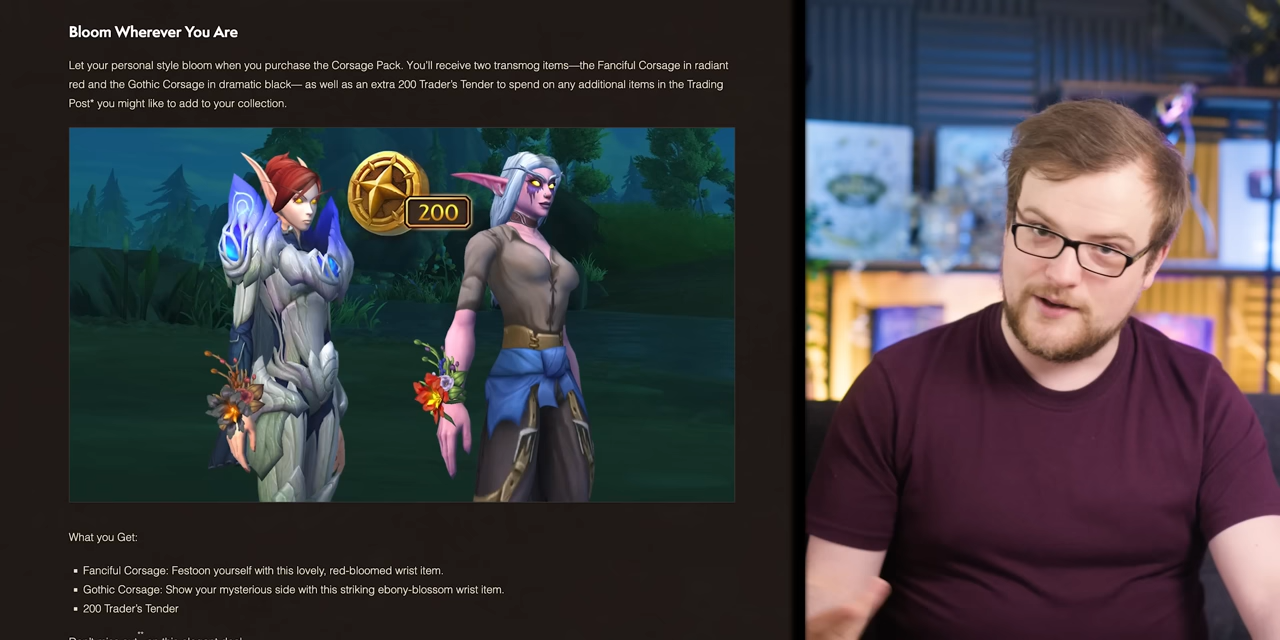 Bloom Wherever You Are
Let your personal style bloom when you purchase the Corsage Pack. You'll receive two transmog items—the Fanciful Corsage in radiant
red and the Gothic Corsage in dramatic black— as well as an extra 200 Trader's Tender to spend on any additional items in the Trading
Post* you might like to add to your collection.
200
What you Get:
▪ Fanciful Corsage: Festoon yourself with this lovely, red-bloomed wrist item.
▪ Gothic Corsage: Show your mysterious side with this striking ebony-blossom wrist item.
▪ 200 Trader's Tender